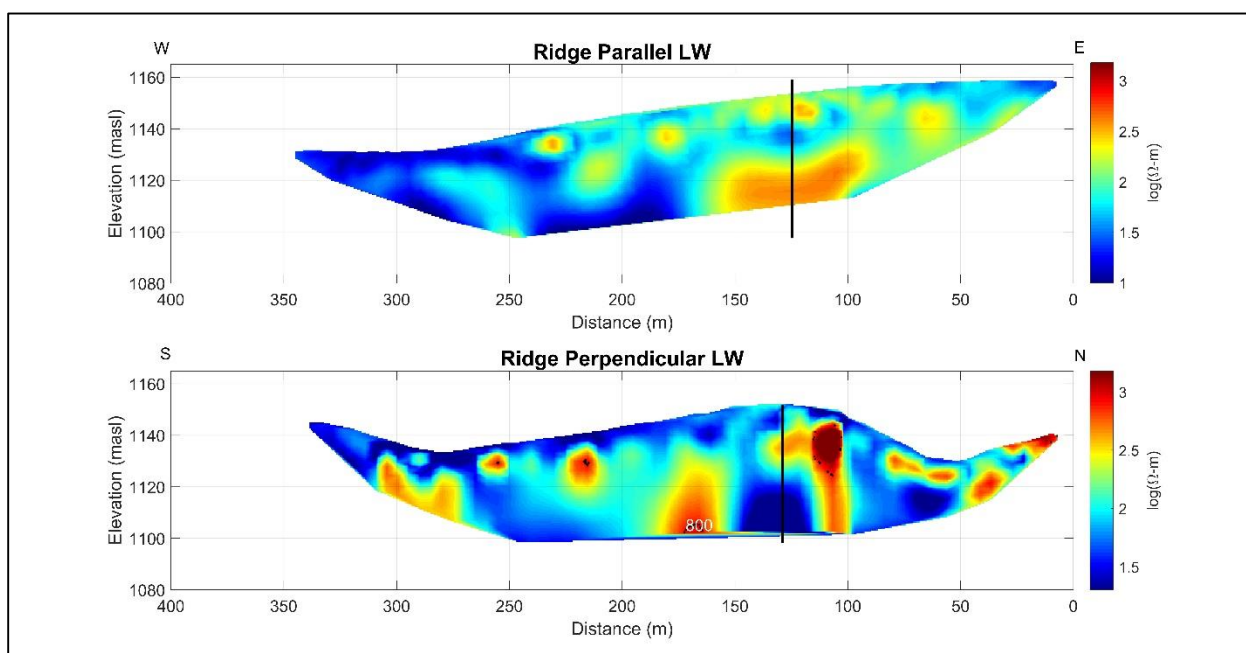 W
E
Ridge Parallel LW
1160
1140
1120
1100
1080
Elevation (masl)
400 350 300 250 200 150 100 50 0
Distance (m)
3
2.5
2
1.5
1
log(Ω-m)
S
N
Ridge Perpendicular LW
1160
1140
1120
1100
1080
Elevation (masl)
800
400 350 300 250 200 150 100 50 0
Distance (m)
3
2.5
2
1.5
log(Ω-m)